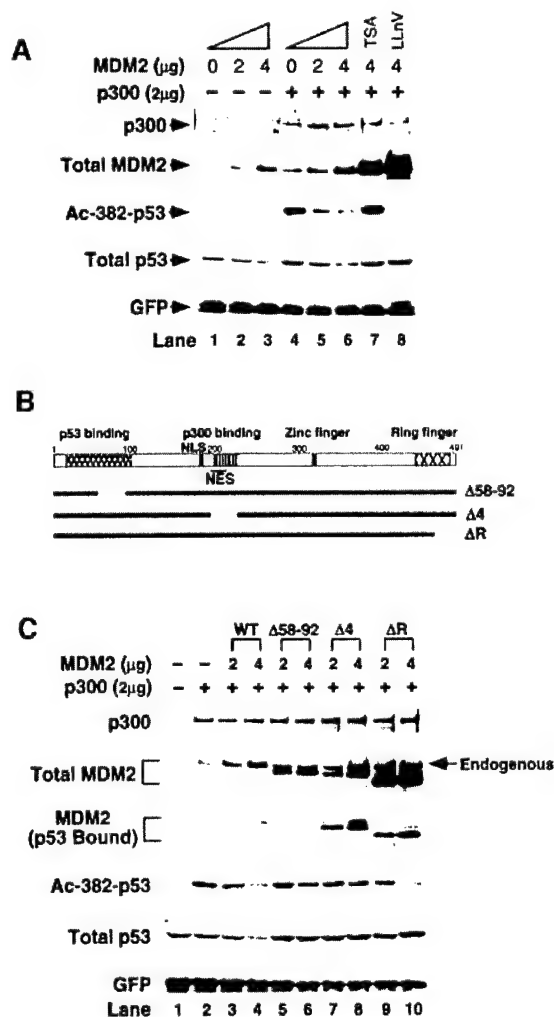 A
TSA
LLnV
MDM2 (µg) 0 2 4 0 2 4 4 4
p300 (2µg) – – – + + + + +
p300
Total MDM2
Ac-382-p53
Total p53
GFP
Lane 1 2 3 4 5 6 7 8
B
p53 binding p300 binding Zinc finger Ring finger
1 100 NLS 200 300 400 491
NES
Δ58-92
Δ4
ΔR
C
WT Δ58-92 Δ4 ΔR
MDM2 (µg) – – 2 4 2 4 2 4 2 4
p300 (2µg) – + + + + + + + + +
p300
Total MDM2
Endogenous
MDM2
(p53 Bound)
Ac-382-p53
Total p53
GFP
Lane 1 2 3 4 5 6 7 8 9 10